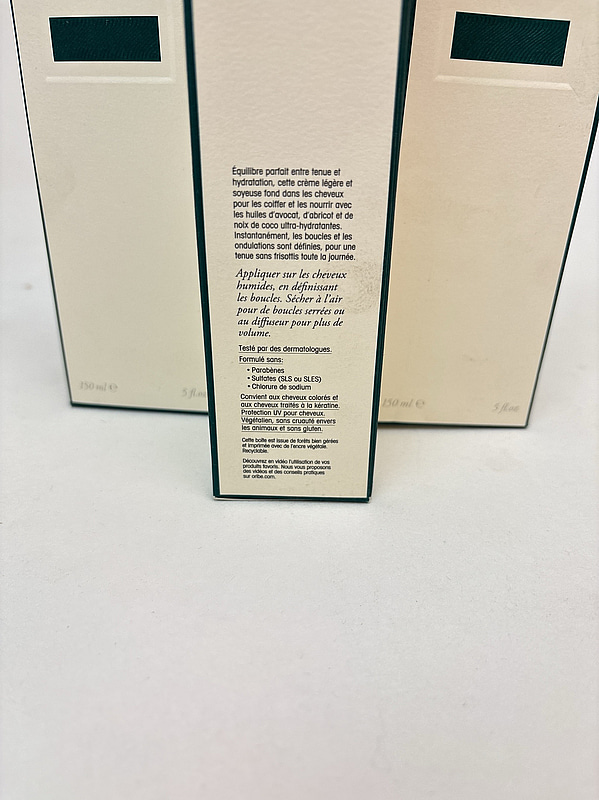 Équilibre parfait entre tenue et
hydratation, cette crème légère et
soyeuse fond dans les cheveux
pour les coiffer et les nourrir avec
les huiles d'avocat, d'abricot et de
noix de coco ultra-hydratantes.
Instantanément, les boucles et les
ondulations sont définies, pour une
tenue sans frisottis toute la journée.
Appliquer sur les cheveux
humides, en définissant
les boucles. Sécher à l'air
pour de boucles serrées ou
au diffuseur pour plus de
volume.
Testé par des dermatologues.
Formulé sans:
• Parabènes
• Sulfates (SLS ou SLES)
• Chlorure de sodium
Convient aux cheveux colorés et
aux cheveux traités à la kératine.
Protection UV pour cheveux.
Végétalien, sans cruauté envers
les animaux et sans gluten.
Cette boîte est issue de forêts bien gérées
et imprimée avec de l'encre végétale.
Recyclable.
Découvrez en vidéo l'utilisation de vos
produits favoris. Nous vous proposons
des vidéos et des conseils pratiques
sur oribe.com.
150 ml ℮ 5 fl.oz
150 ml ℮ 5 fl.oz